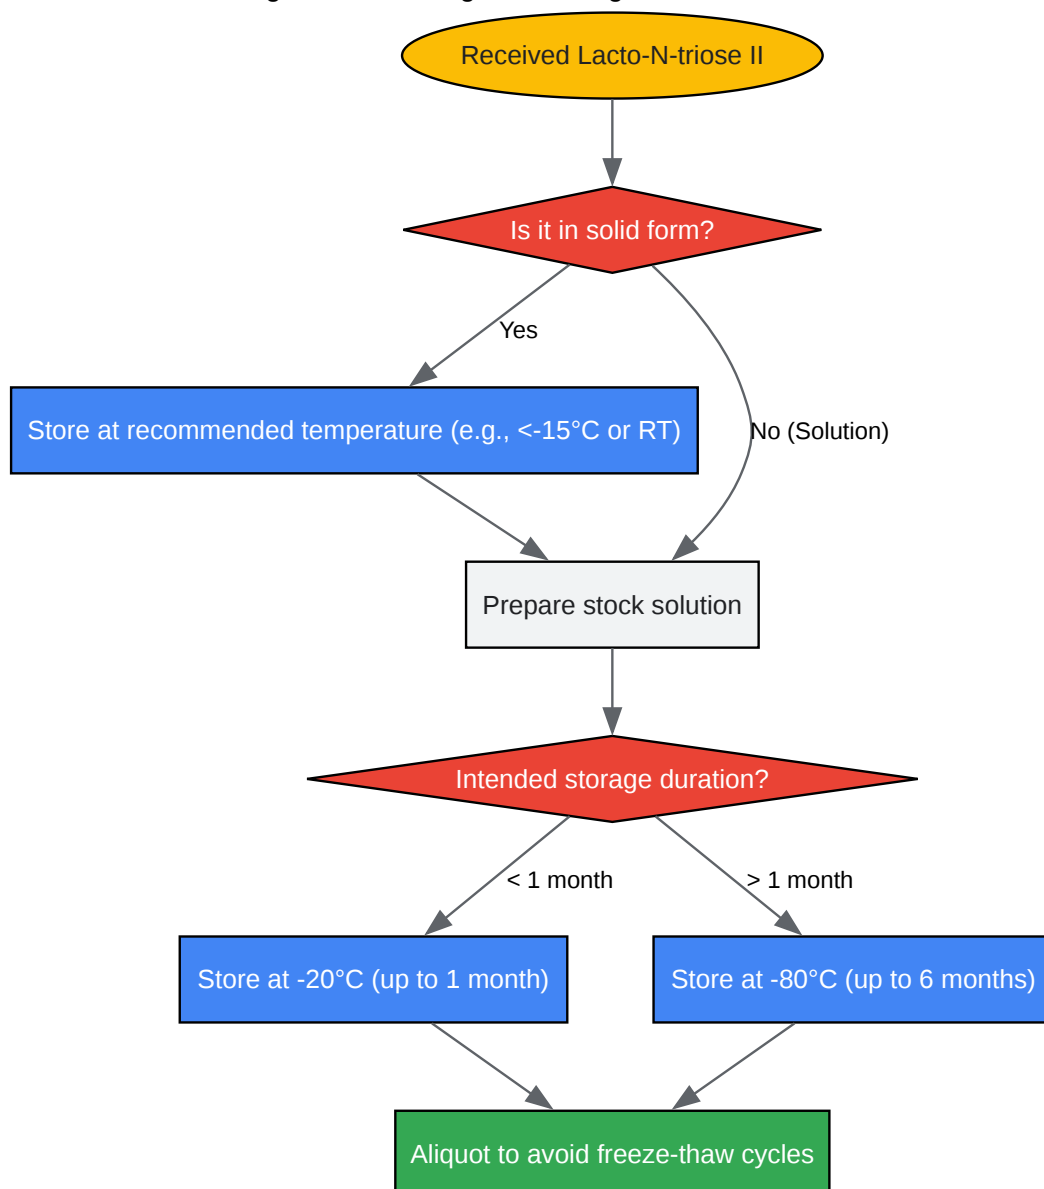 Received Lacto-N-triose II
Is it in solid form?
Yes
Store at recommended temperature (e.g., <-15°C or RT)
No (Solution)
Prepare stock solution
Intended storage duration?
< 1 month
> 1 month
Store at -20°C (up to 1 month)
Store at -80°C (up to 6 months)
Aliquot to avoid freeze-thaw cycles